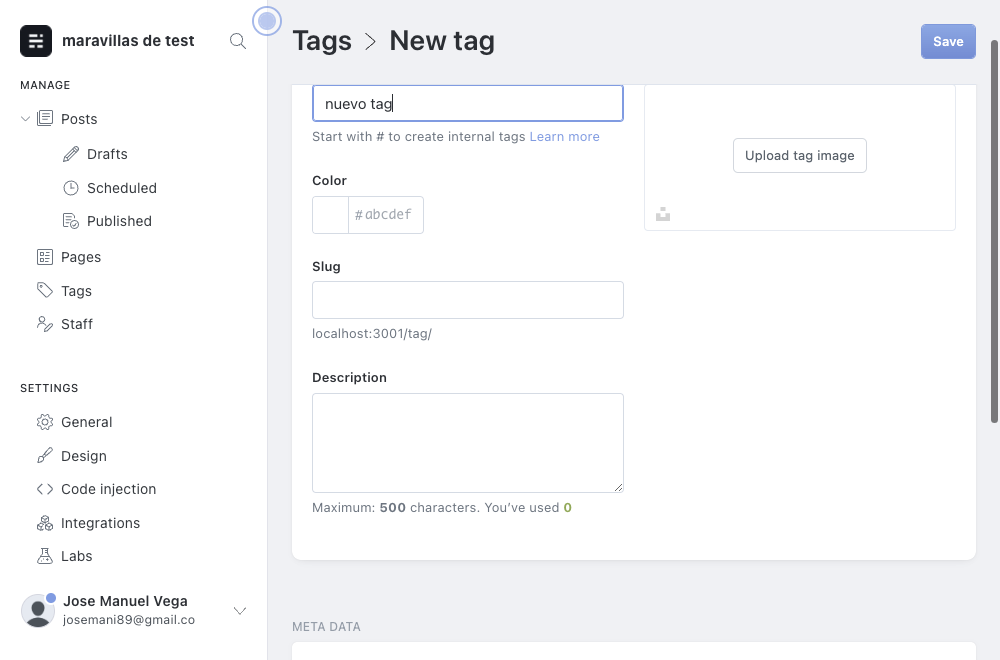 maravillas de test
MANAGE
Posts
Drafts
Scheduled
Published
Pages
Tags
Staff
SETTINGS
General
Design
Code injection
Integrations
Labs
Jose Manuel Vega
josemani89@gmail.co
Tags > New tag
Save
nuevo tag
Start with # to create internal tags Learn more
Color
#abcdef
Slug
localhost:3001/tag/
Description
Maximum: 500 characters. You’ve used 0
Upload tag image
META DATA